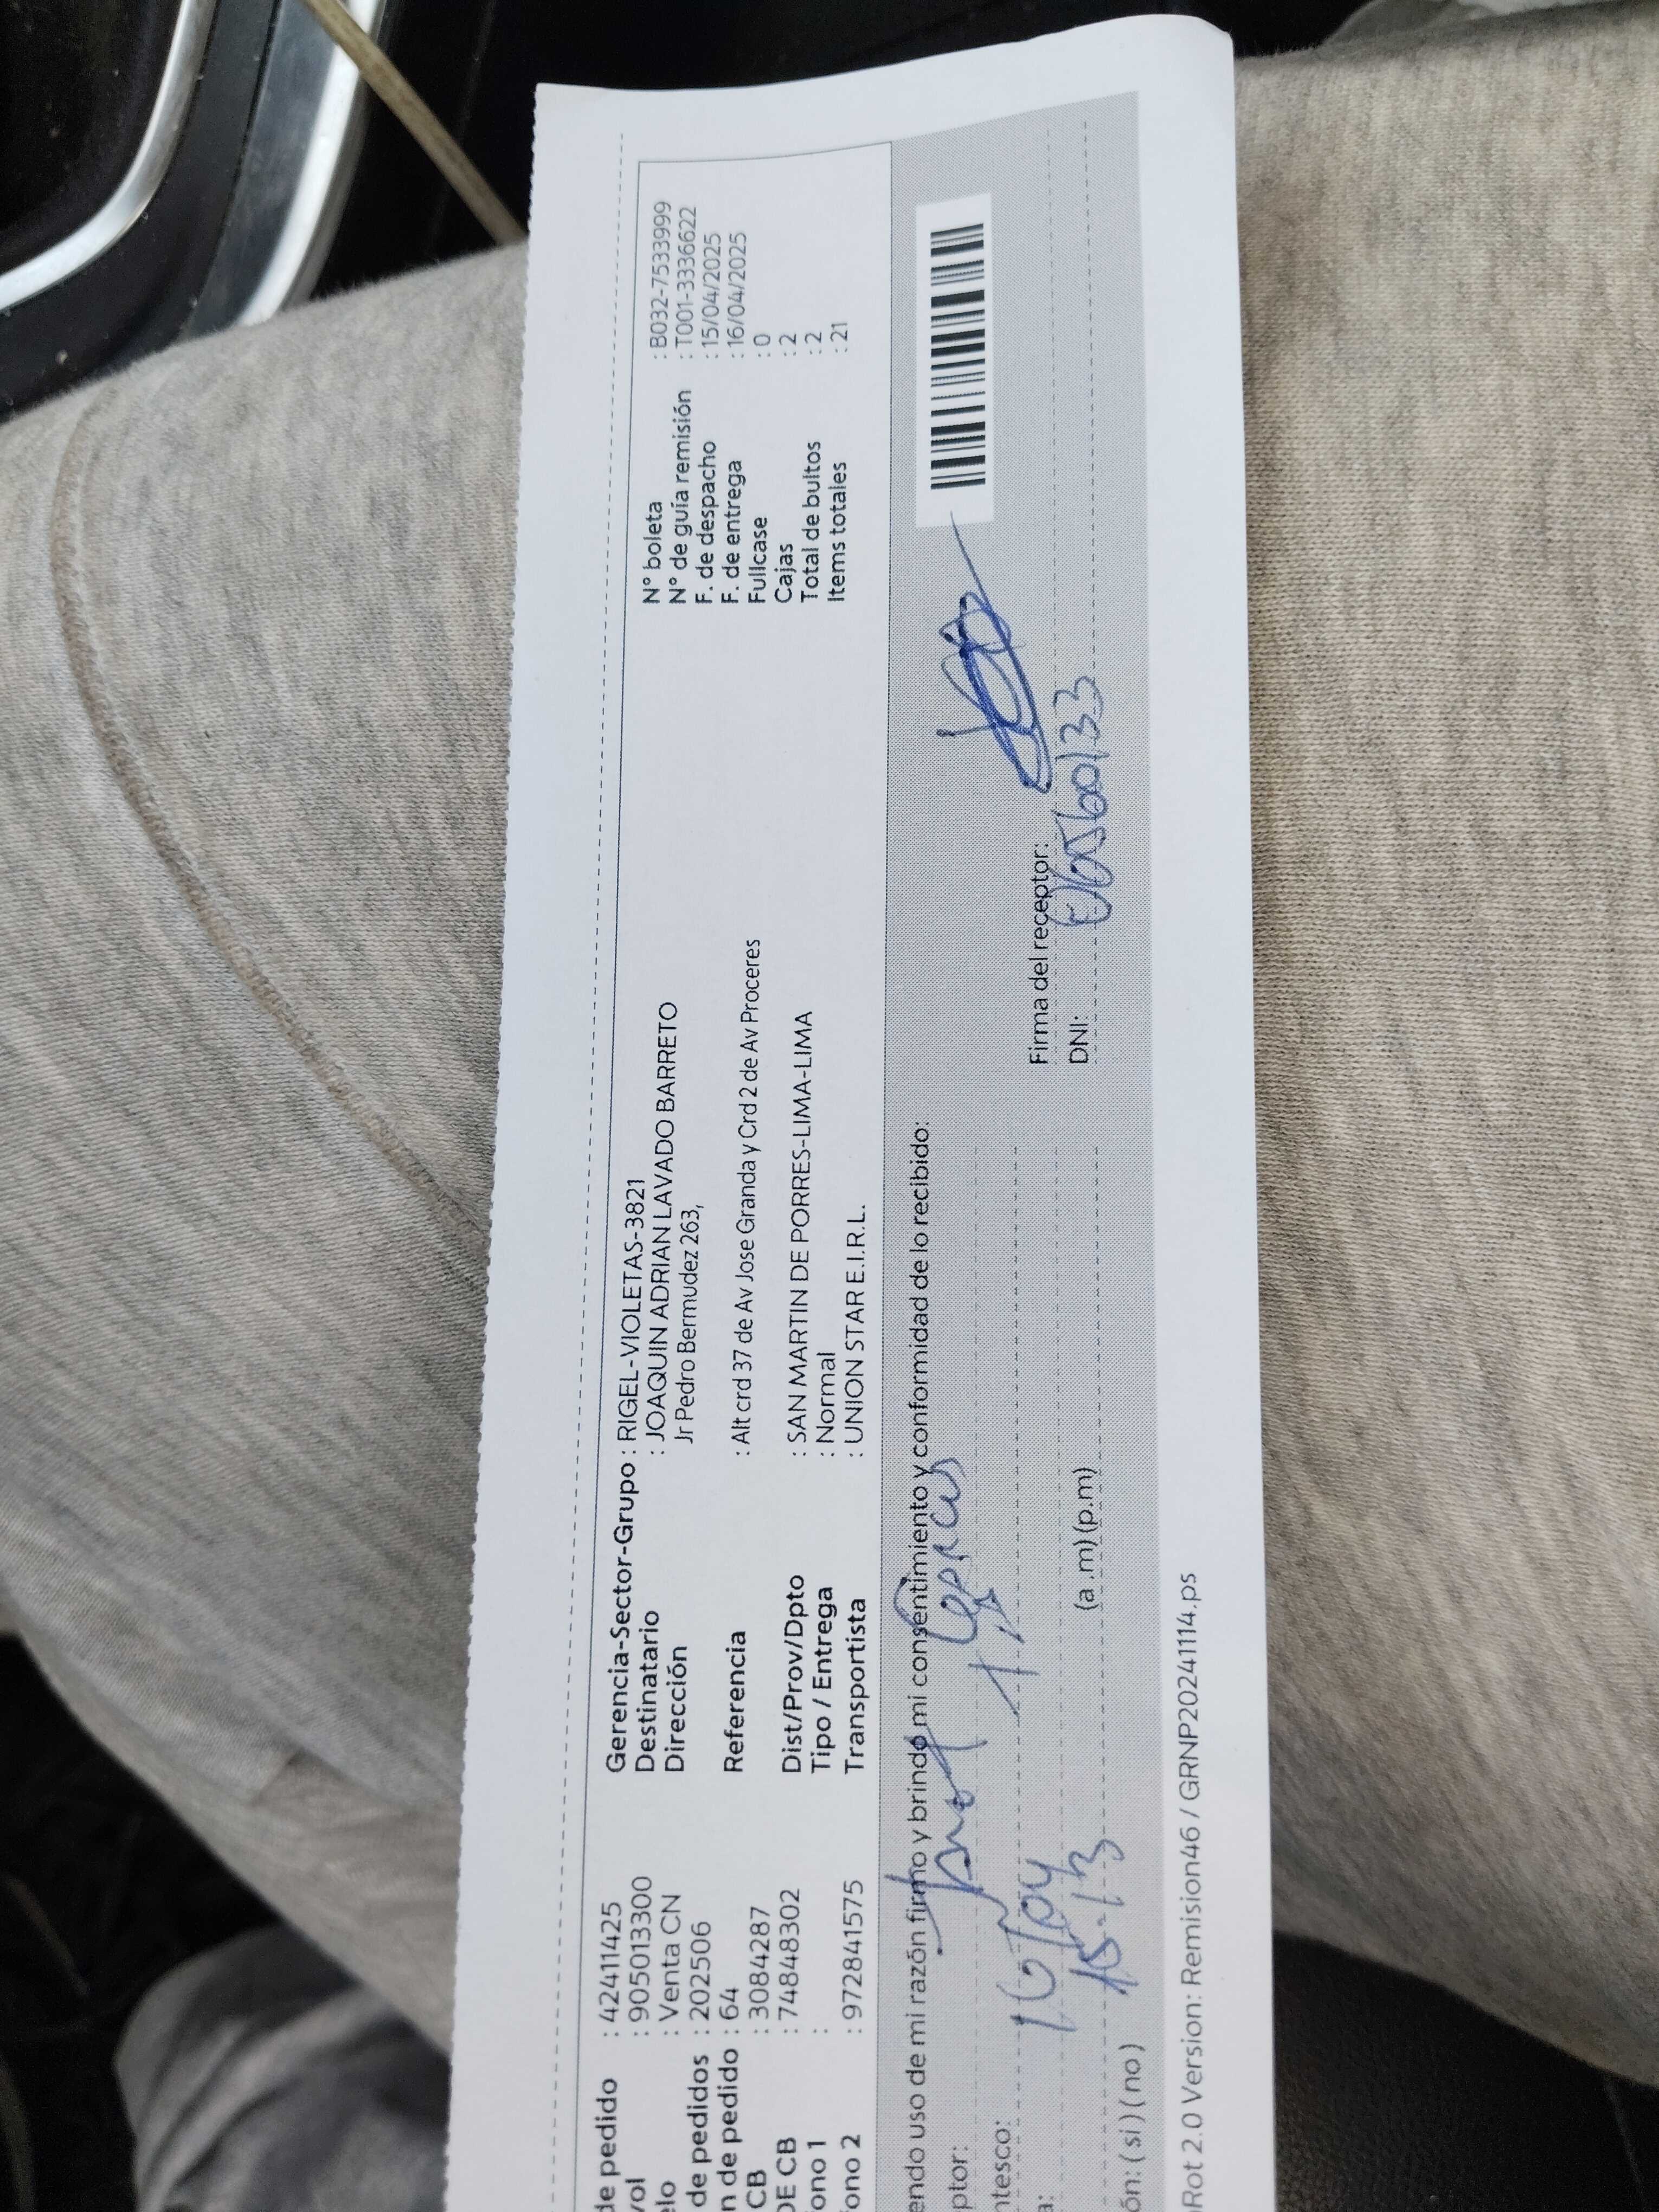 de pedido : 42411425
vol : 905013300
elo : Venta CN
de pedidos : 202506
n de pedido : 64
CB : 3084287
DE CB : 74848302
ono 1 :
ono 2 : 972841575
Gerencia-Sector-Grupo : RIGEL-VIOLETAS-3821
Destinatario : JOAQUIN ADRIAN LAVADO BARRETO
Dirección Jr Pedro Bermudez 263,
Referencia : Alt crd 37 de Av Jose Granda y Crd 2 de Av Proceres
Dist/Prov/Dpto : SAN MARTIN DE PORRES-LIMA-LIMA
Tipo / Entrega : Normal
Transportista : UNION STAR E.I.R.L.
N° boleta : B032-7533999
N° de guía remisión : T001-3336622
F. de despacho : 15/04/2025
F. de entrega : 16/04/2025
Fullcase : 0
Cajas : 2
Total de bultos : 2
Items totales : 21
endo uso de mi razón firmo y brindo mi consentimiento y conformidad de lo recibido:
ptor:
ntesco:
a: 16/04
15-13 (a .m) (p.m)
ón: (si) (no)
Firma del receptor:
DNI:
Rot 2.0 Version: Remision46 / GRNP20241114.ps